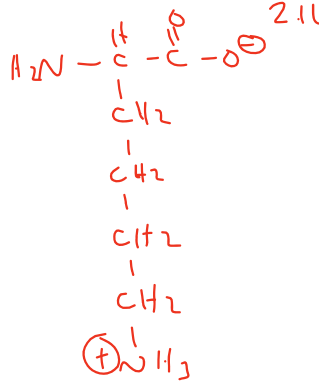 2.11
O
H
H2N - C - C - O ⊖
CH2
CH2
CH2
CH2
⊕ NH3